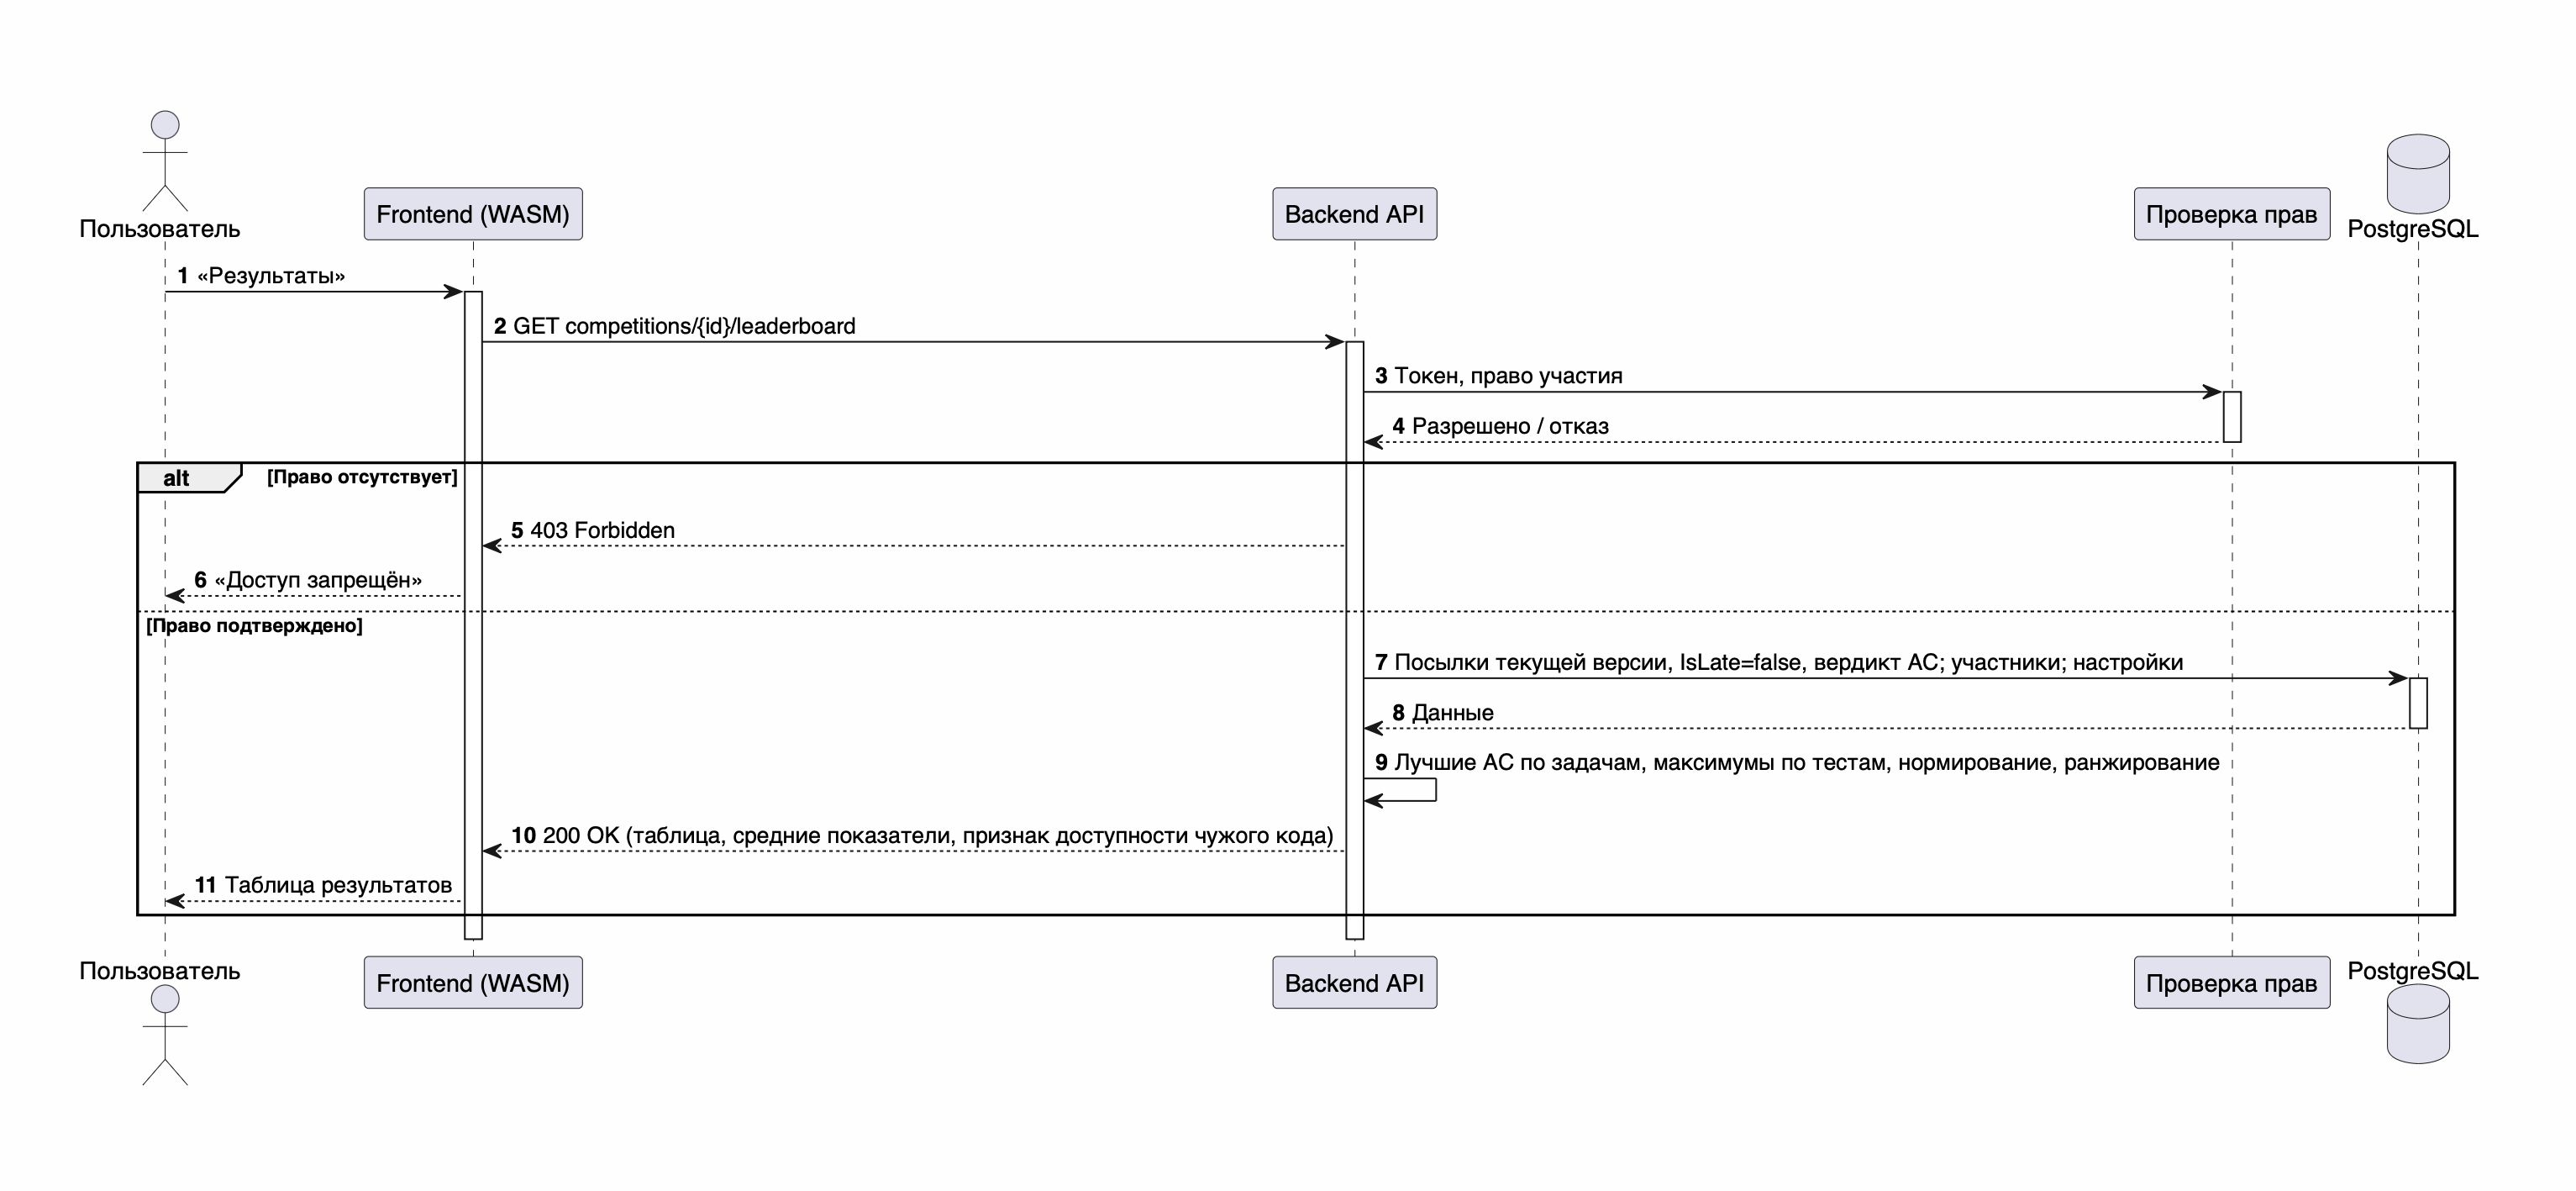 Пользователь
Frontend (WASM)
Backend API
Проверка прав
PostgreSQL
1 «Результаты»
2 GET competitions/{id}/leaderboard
3 Токен, право участия
4 Разрешено / отказ
alt [Право отсутствует]
5 403 Forbidden
6 «Доступ запрещён»
[Право подтверждено]
7 Посылки текущей версии, IsLate=false, вердикт AC; участники; настройки
8 Данные
9 Лучшие AC по задачам, максимумы по тестам, нормирование, ранжирование
10 200 OK (таблица, средние показатели, признак доступности чужого кода)
11 Таблица результатов
Пользователь
Frontend (WASM)
Backend API
Проверка прав
PostgreSQL